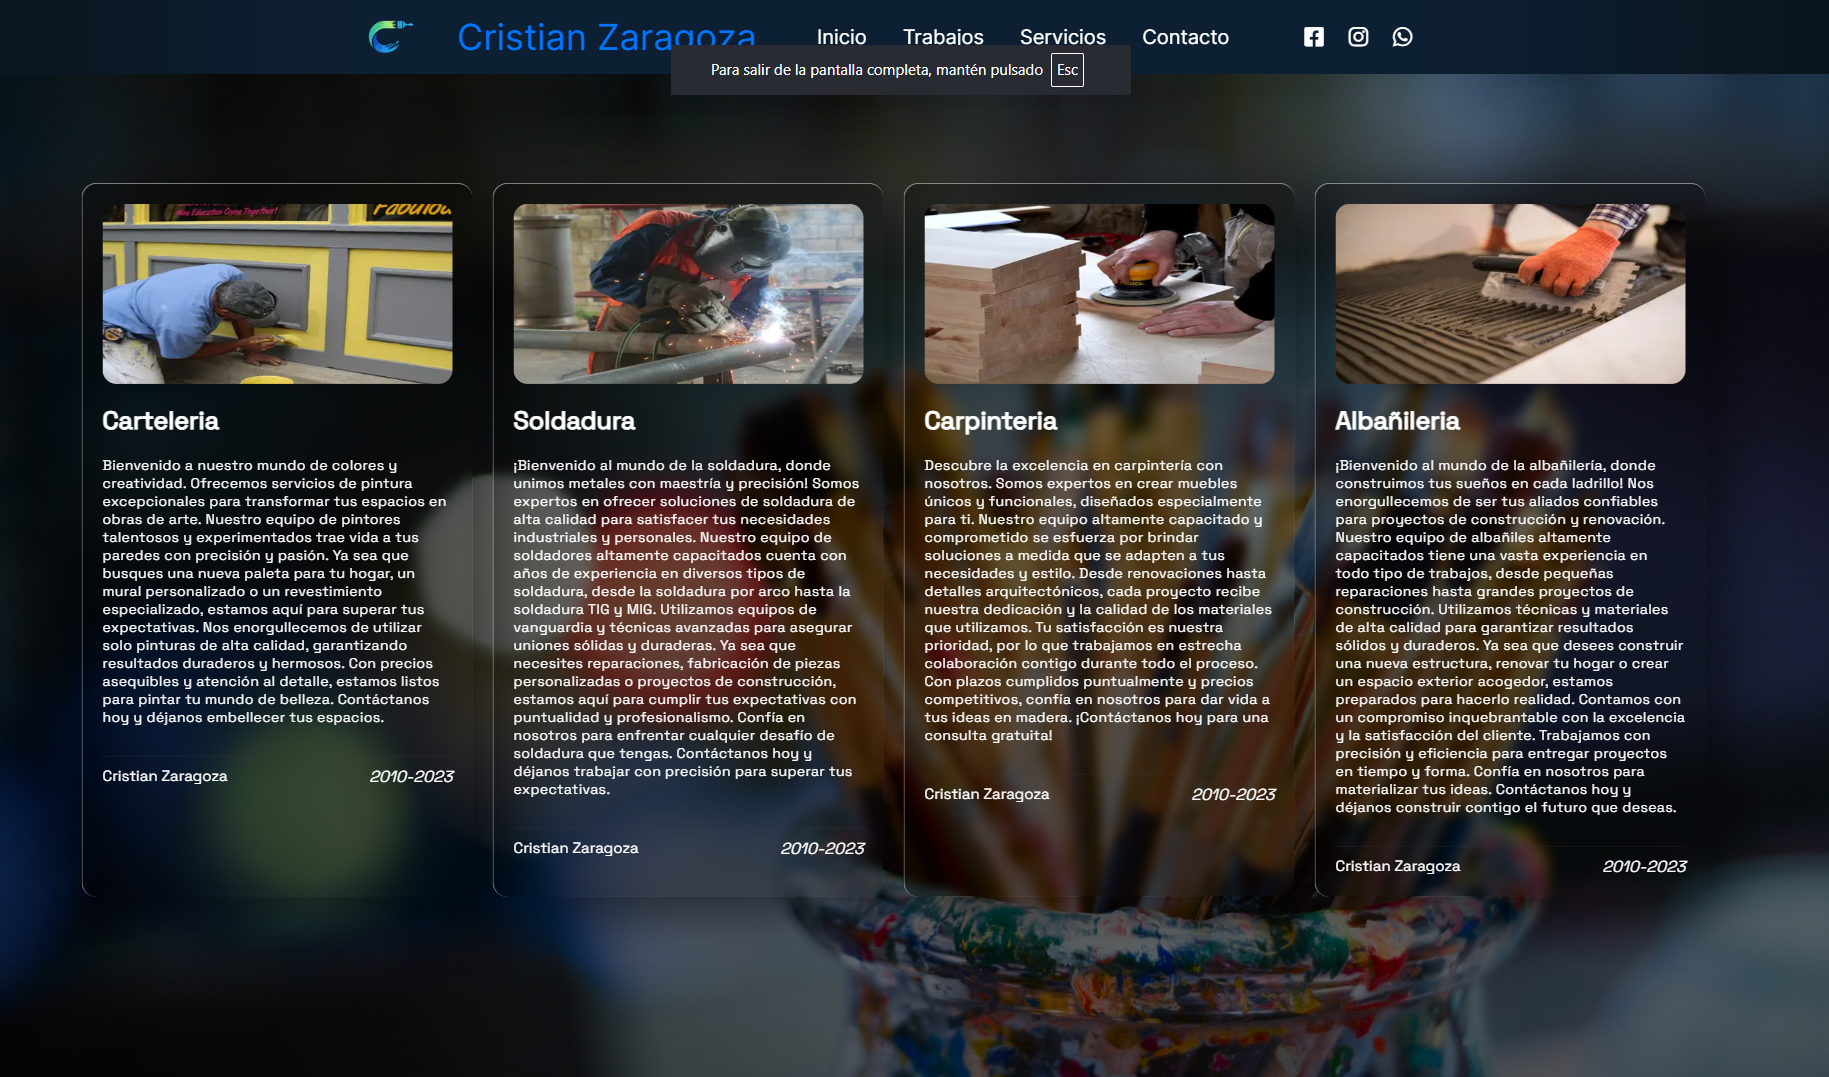 Cristian Zaragoza
Inicio
Trabajos
Servicios
Contacto
Para salir de la pantalla completa, mantén pulsado Esc
Education Come Together!
Fabulou
Carteleria
Bienvenido a nuestro mundo de colores y
creatividad. Ofrecemos servicios de pintura
excepcionales para transformar tus espacios en
obras de arte. Nuestro equipo de pintores
talentosos y experimentados trae vida a tus
paredes con precisión y pasión. Ya sea que
busques una nueva paleta para tu hogar, un
mural personalizado o un revestimiento
especializado, estamos aquí para superar tus
expectativas. Nos enorgullecemos de utilizar
solo pinturas de alta calidad, garantizando
resultados duraderos y hermosos. Con precios
asequibles y atención al detalle, estamos listos
para pintar tu mundo de belleza. Contáctanos
hoy y déjanos embellecer tus espacios.
Cristian Zaragoza 2010-2023
Soldadura
¡Bienvenido al mundo de la soldadura, donde
unimos metales con maestría y precisión! Somos
expertos en ofrecer soluciones de soldadura de
alta calidad para satisfacer tus necesidades
industriales y personales. Nuestro equipo de
soldadores altamente capacitados cuenta con
años de experiencia en diversos tipos de
soldadura, desde la soldadura por arco hasta la
soldadura TIG y MIG. Utilizamos equipos de
vanguardia y técnicas avanzadas para asegurar
uniones sólidas y duraderas. Ya sea que
necesites reparaciones, fabricación de piezas
personalizadas o proyectos de construcción,
estamos aquí para cumplir tus expectativas con
puntualidad y profesionalismo. Confía en
nosotros para enfrentar cualquier desafío de
soldadura que tengas. Contáctanos hoy y
déjanos trabajar con precisión para superar tus
expectativas.
Cristian Zaragoza 2010-2023
Carpinteria
Descubre la excelencia en carpintería con
nosotros. Somos expertos en crear muebles
únicos y funcionales, diseñados especialmente
para ti. Nuestro equipo altamente capacitado y
comprometido se esfuerza por brindar
soluciones a medida que se adapten a tus
necesidades y estilo. Desde renovaciones hasta
detalles arquitectónicos, cada proyecto recibe
nuestra dedicación y la calidad de los materiales
que utilizamos. Tu satisfacción es nuestra
prioridad, por lo que trabajamos en estrecha
colaboración contigo durante todo el proceso.
Con plazos cumplidos puntualmente y precios
competitivos, confía en nosotros para dar vida a
tus ideas en madera. ¡Contáctanos hoy para una
consulta gratuita!
Cristian Zaragoza 2010-2023
Albañileria
¡Bienvenido al mundo de la albañilería, donde
construimos tus sueños en cada ladrillo! Nos
enorgullecemos de ser tus aliados confiables
para proyectos de construcción y renovación.
Nuestro equipo de albañiles altamente
capacitados tiene una vasta experiencia en
todo tipo de trabajos, desde pequeñas
reparaciones hasta grandes proyectos de
construcción. Utilizamos técnicas y materiales
de alta calidad para garantizar resultados
sólidos y duraderos. Ya sea que desees construir
una nueva estructura, renovar tu hogar o crear
un espacio exterior acogedor, estamos
preparados para hacerlo realidad. Contamos con
un compromiso inquebrantable con la excelencia
y la satisfacción del cliente. Trabajamos con
precisión y eficiencia para entregar proyectos
en tiempo y forma. Confía en nosotros para
materializar tus ideas. Contáctanos hoy y
déjanos construir contigo el futuro que deseas.
Cristian Zaragoza 2010-2023